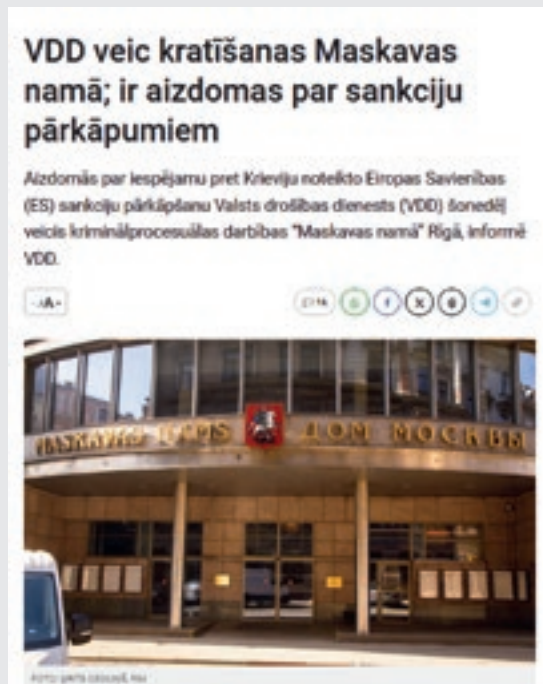 VDD veic kratīšanas Maskavas
namā; ir aizdomas par sankciju
pārkāpumiem
Aizdomās par iespējamu pret Krieviju noteikto Eiropas Savienības
(ES) sankciju pārkāpšanu Valsts drošības dienests (VDD) šonedēļ
veicis kriminālprocesuālas darbības "Maskavas namā" Rīgā, informē
VDD.
MASKAVAS NAMS ДОМ МОСКВЫ
FOTO: